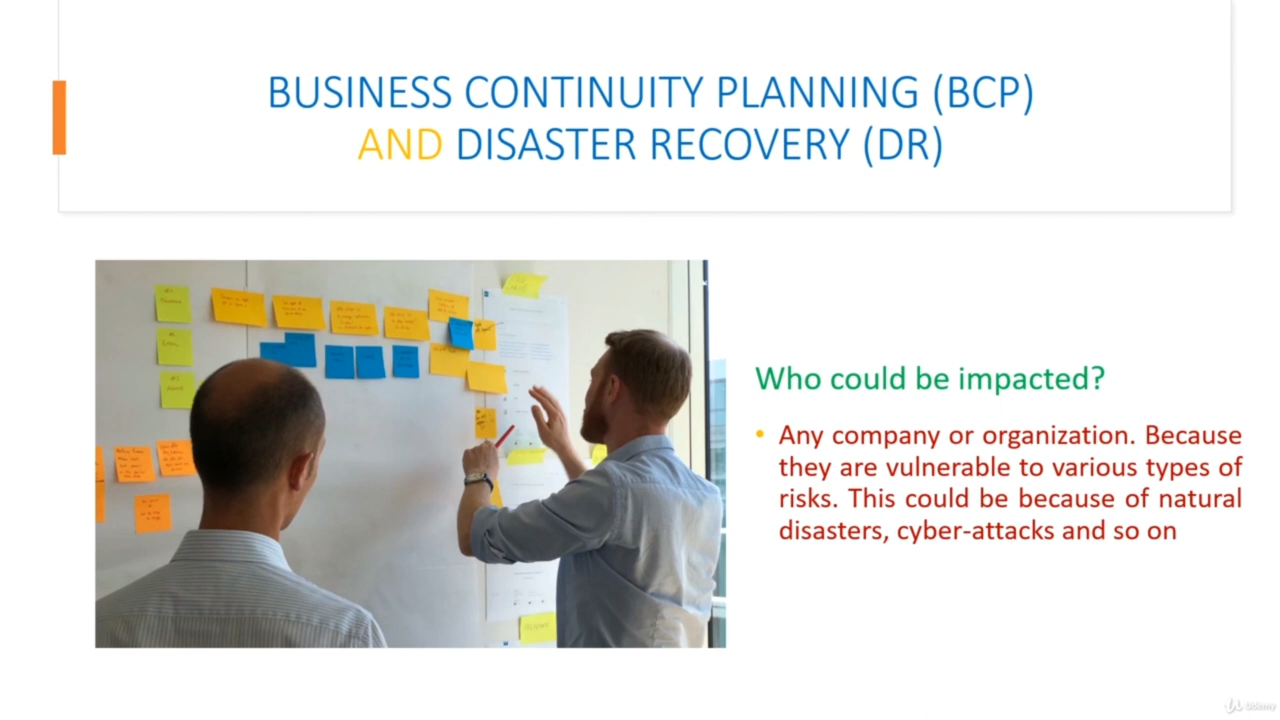 BUSINESS CONTINUITY PLANNING (BCP)
AND DISASTER RECOVERY (DR)
Who could be impacted?
• Any company or organization. Because
they are vulnerable to various types of
risks. This could be because of natural
disasters, cyber-attacks and so on
Udemy